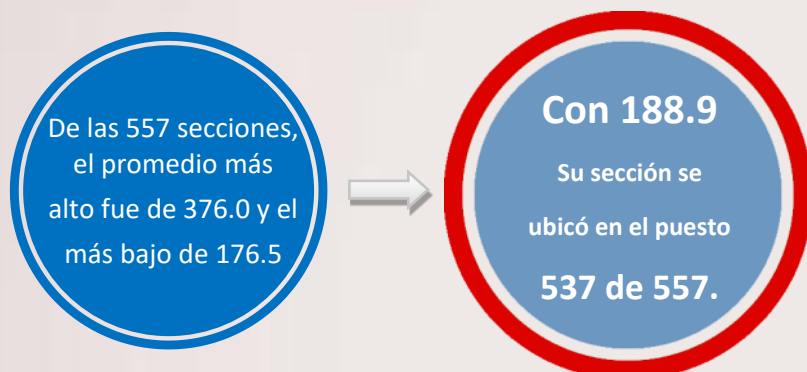 De las 557 secciones,
el promedio más
alto fue de 376.0 y el
más bajo de 176.5
Con 188.9
Su sección se
ubicó en el puesto
537 de 557.